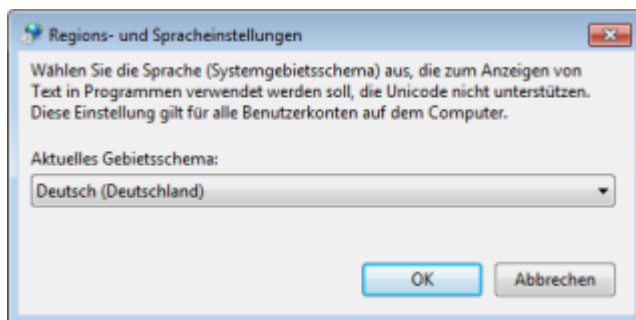 Regions- und Spracheinstellungen
Wählen Sie die Sprache (Systemgebietsschema) aus, die zum Anzeigen von
Text in Programmen verwendet werden soll, die Unicode nicht unterstützen.
Diese Einstellung gilt für alle Benutzerkonten auf dem Computer.
Aktuelles Gebietsschema:
Deutsch (Deutschland)
OK Abbrechen